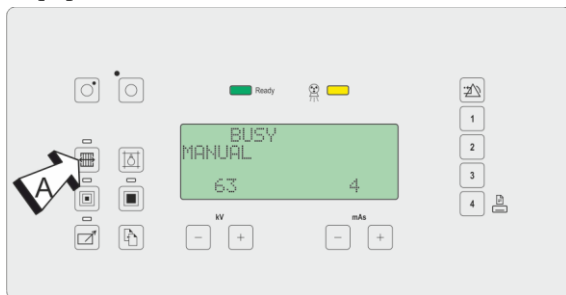 Ready
BUSY
MANUAL
63 4
kV mAs
- + - +
1
2
3
4
A